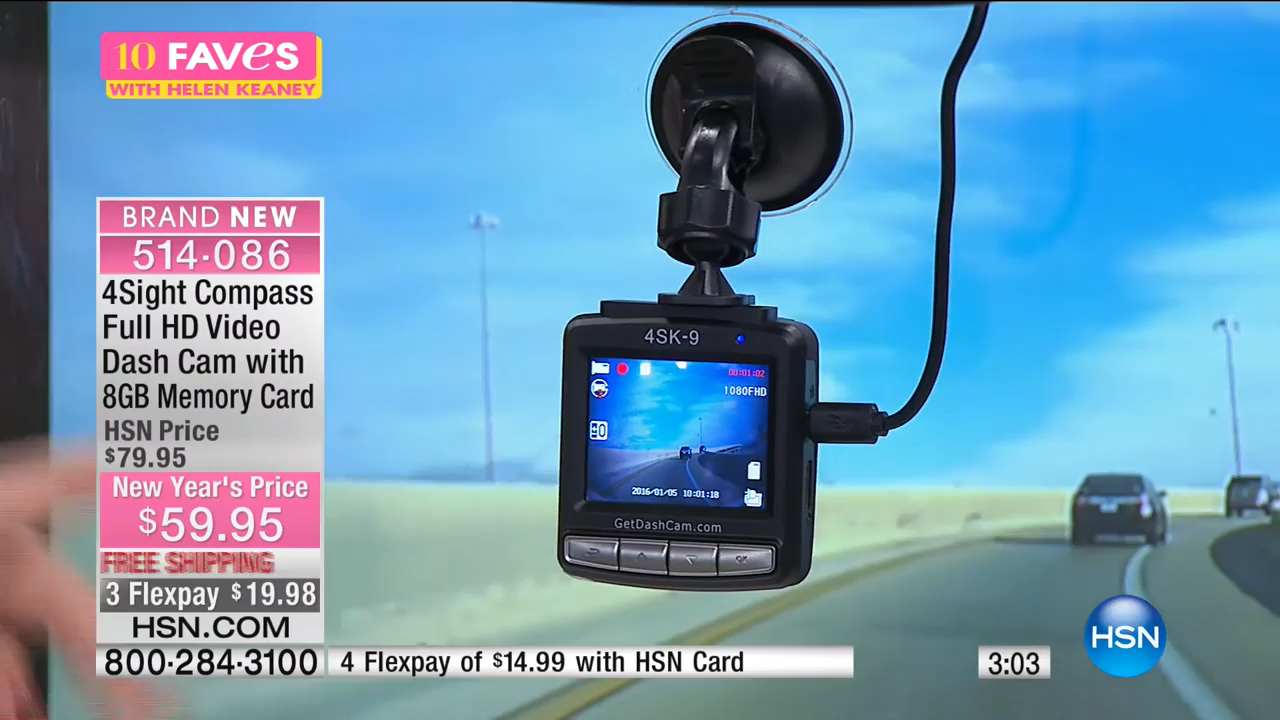 10 FAVES
WITH HELEN KEANEY
BRAND NEW
514-086
4Sight Compass
Full HD Video
Dash Cam with
8GB Memory Card
HSN Price
$79.95
New Year's Price
$59.95
FREE SHIPPING
3 Flexpay $19.98
HSN.COM
800·284·3100
4 Flexpay of $14.99 with HSN Card
3:03
HSN
4SK-9
00:01:02
1080FHD
±0
2016/01/05 10:01:18
GetDashCam.com
OK